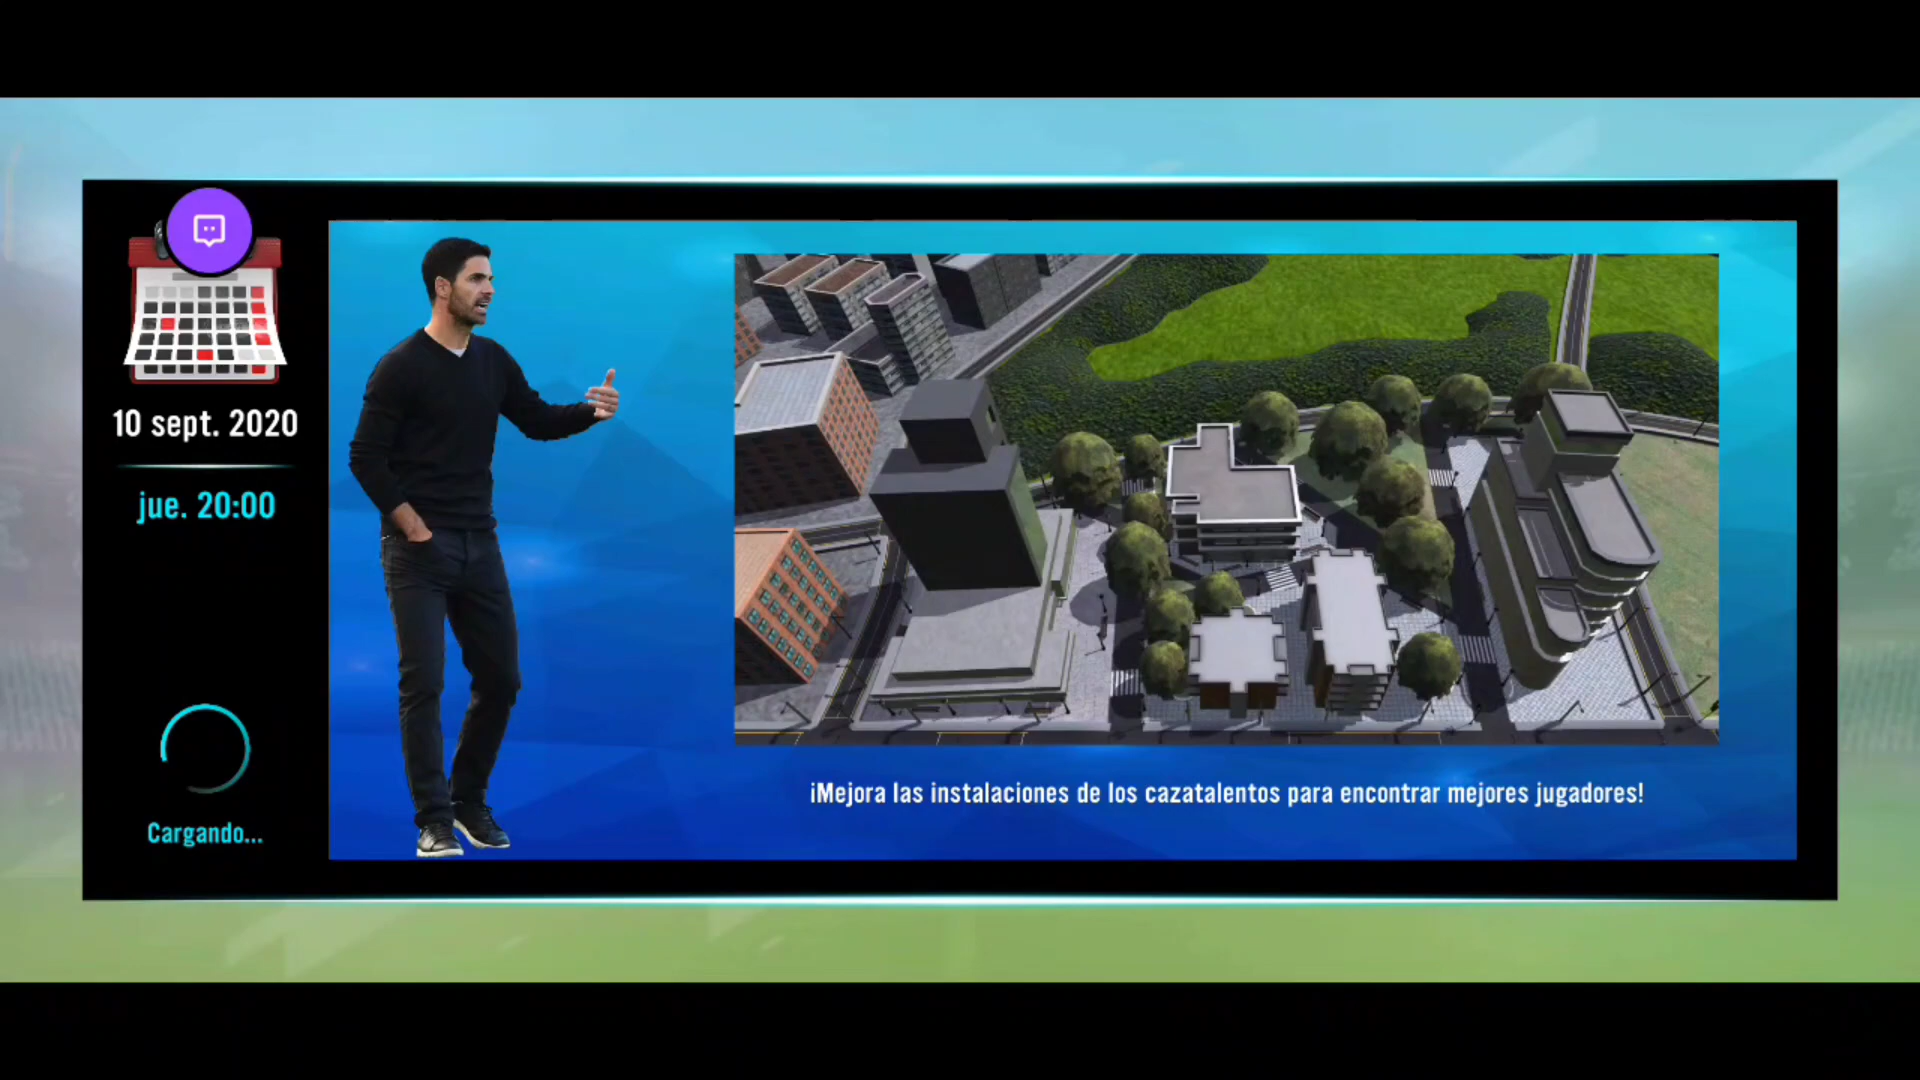 10 sept. 2020
jue. 20:00
Cargando...
¡Mejora las instalaciones de los cazatalentos para encontrar mejores jugadores!